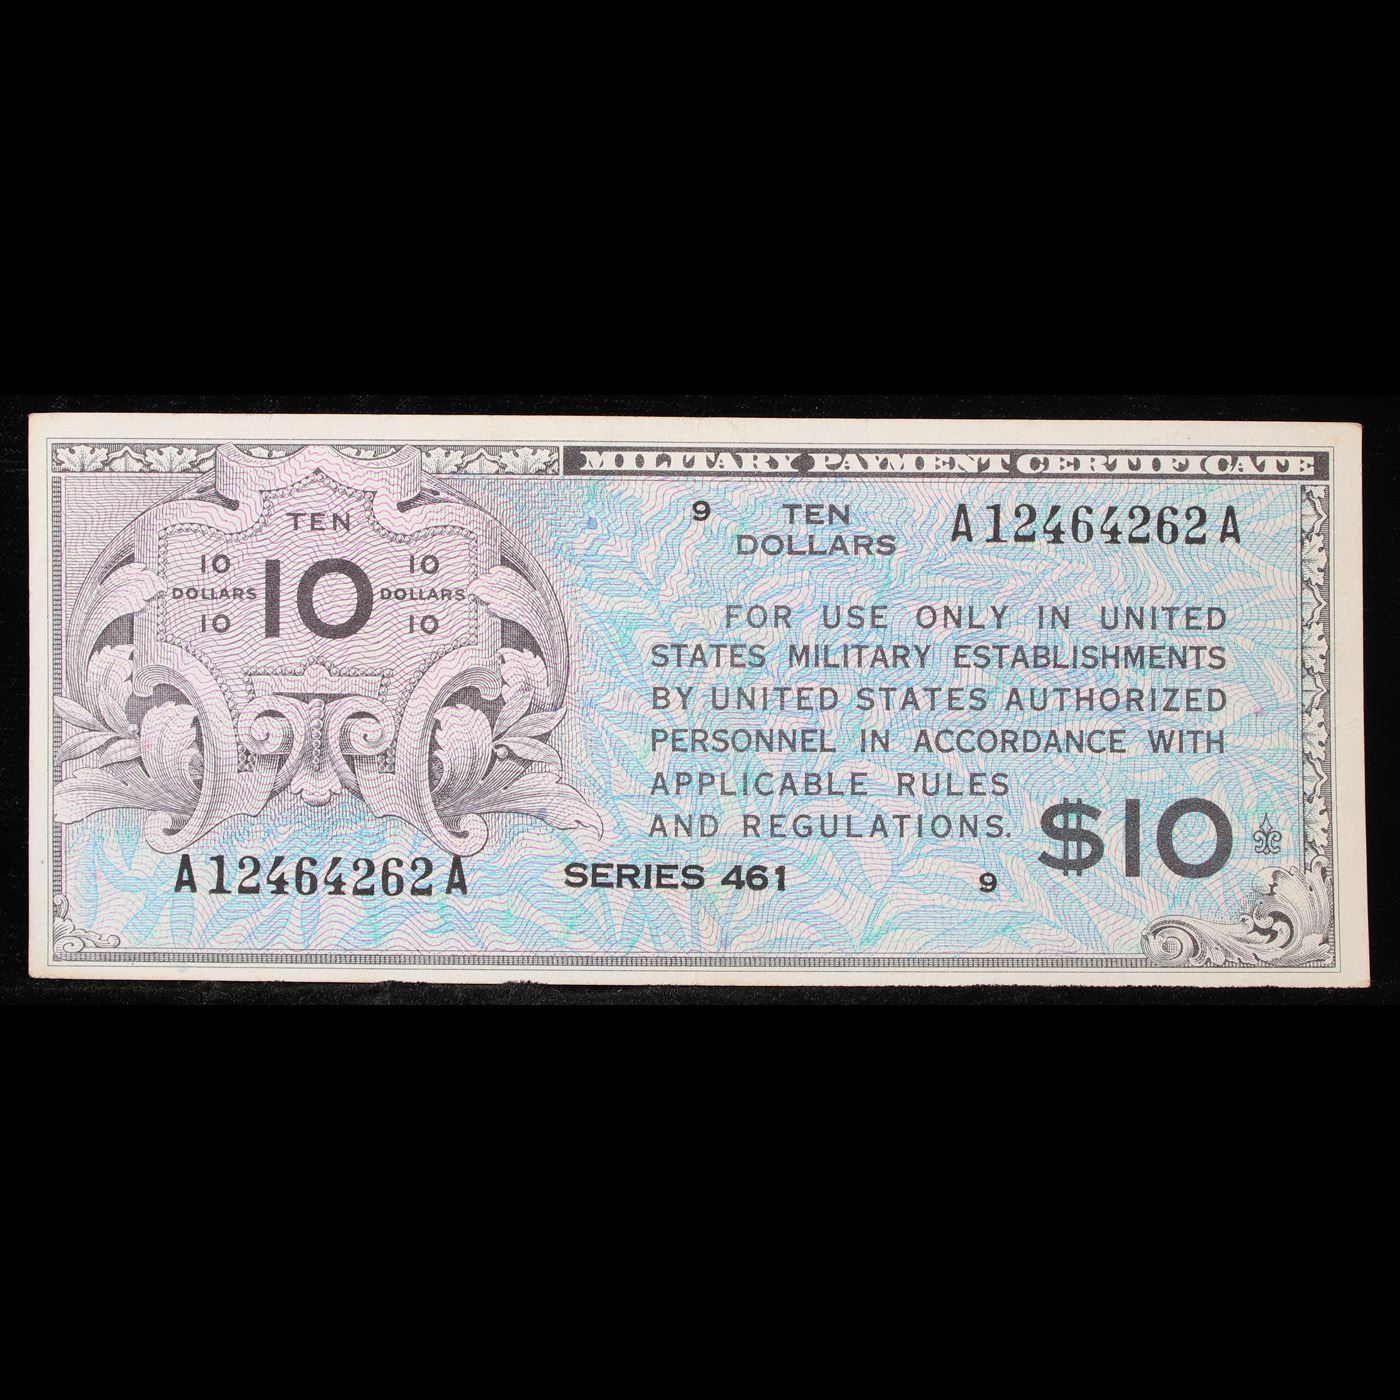 MILITARY PAYMENT CERTIFICATE
TEN
10 10
DOLLARS 10 DOLLARS
10 10
9 TEN DOLLARS A12464262A
FOR USE ONLY IN UNITED
STATES MILITARY ESTABLISHMENTS
BY UNITED STATES AUTHORIZED
PERSONNEL IN ACCORDANCE WITH
APPLICABLE RULES
AND REGULATIONS.
$10
A12464262A
SERIES 461
9